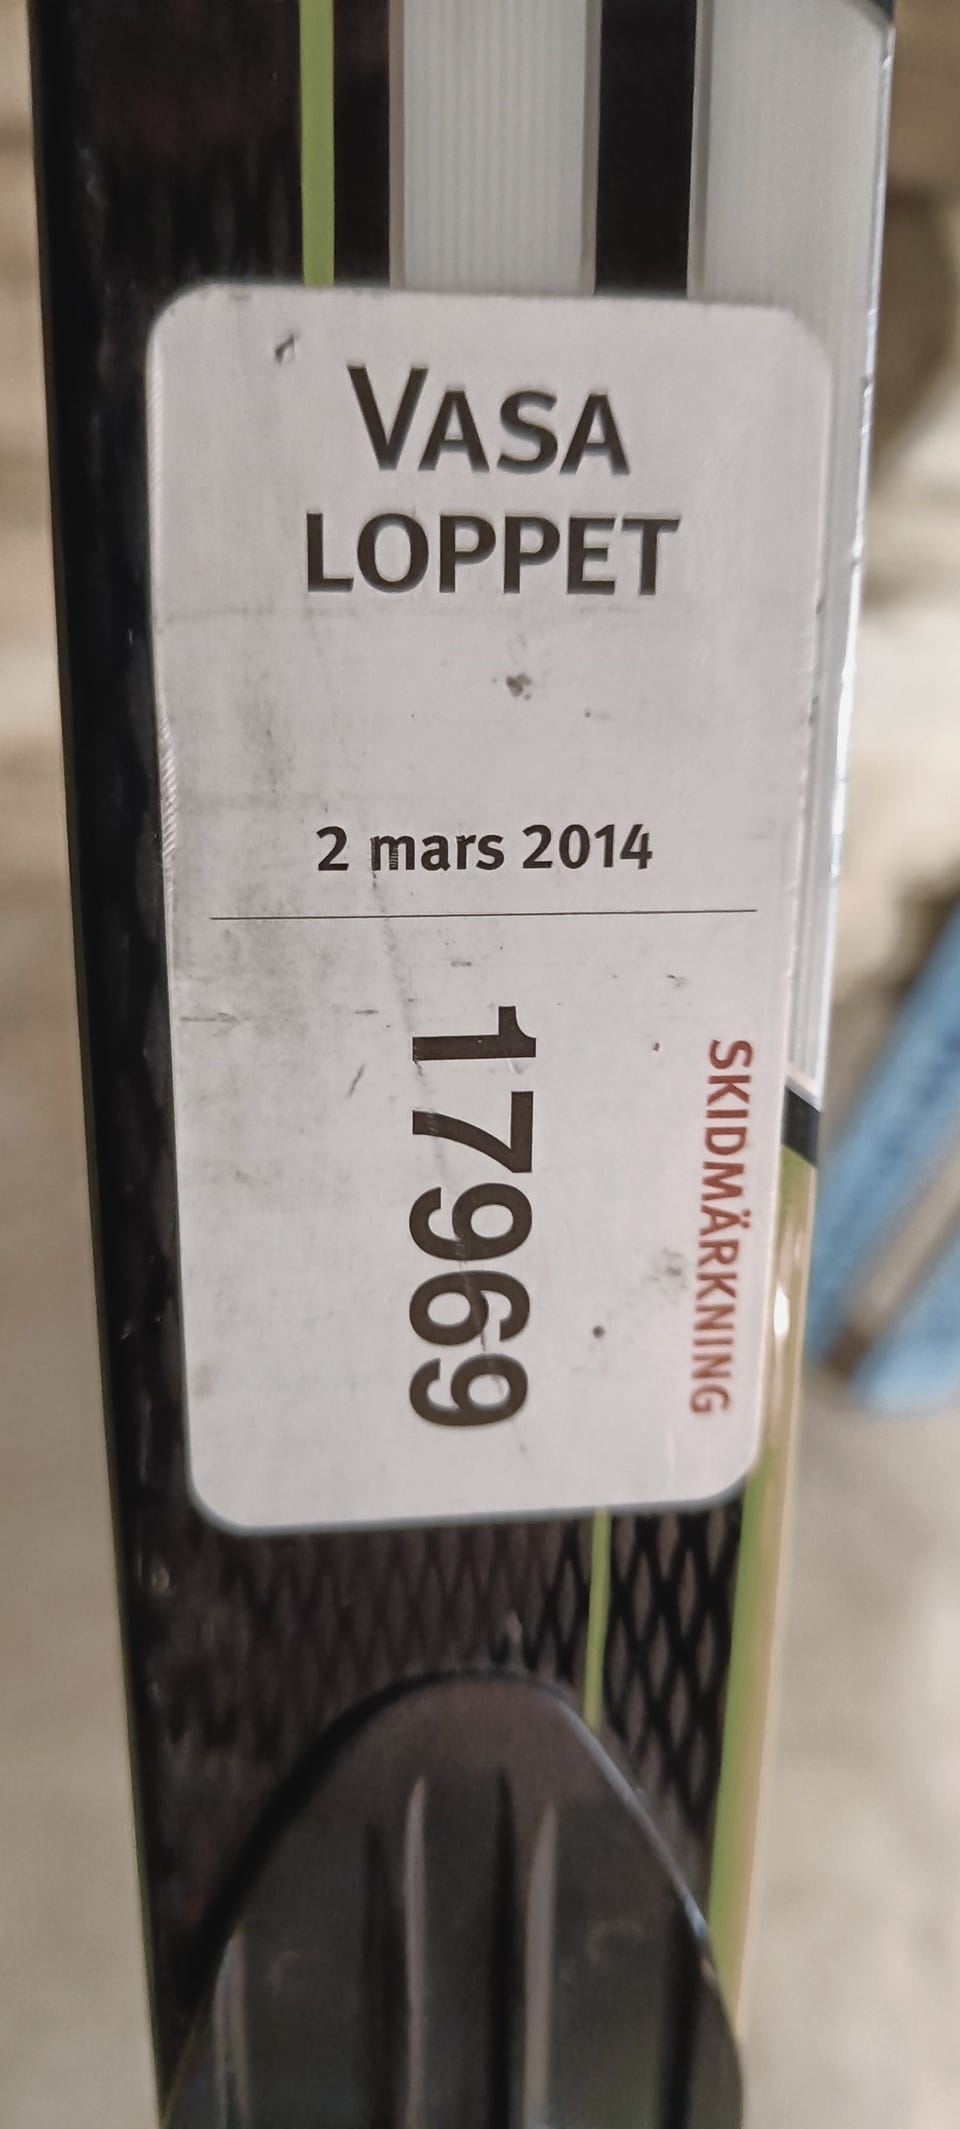 VASA
LOPPET
2 mars 2014
17969
SKIDMÄRKNING